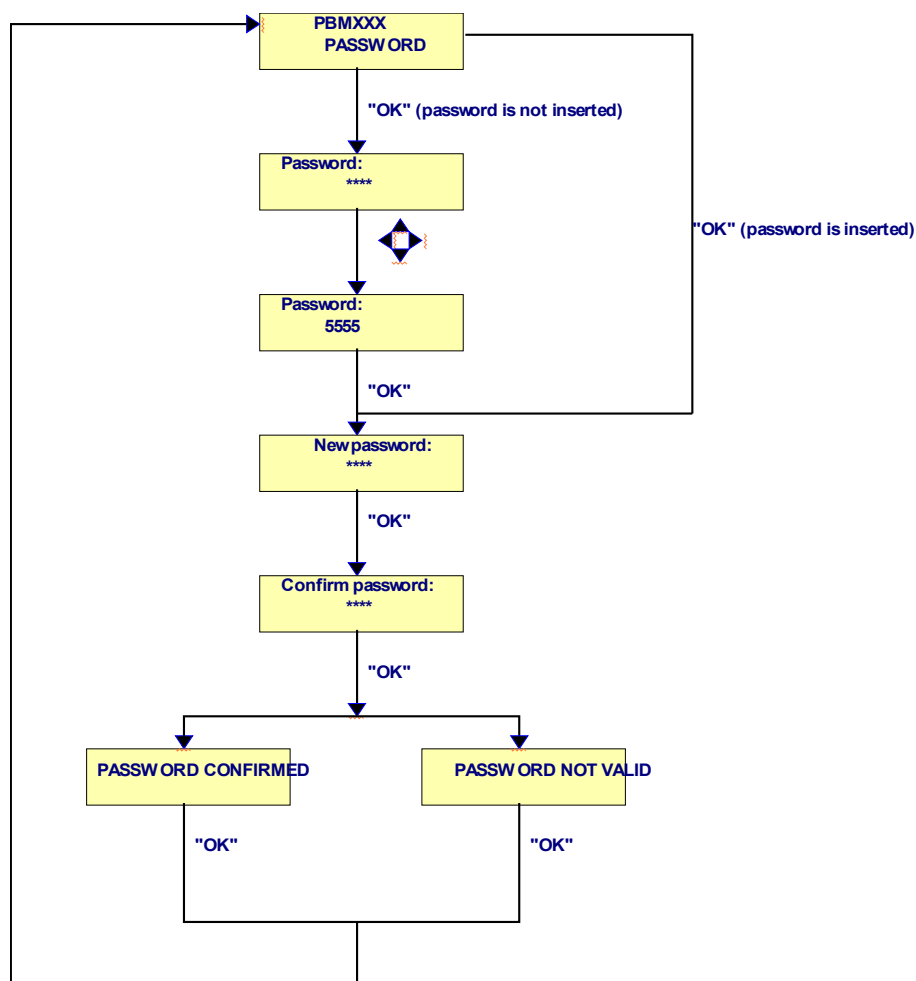 PBMXXX
PASSWORD
"OK" (password is not inserted)
Password:
****
"OK" (password is inserted)
Password:
5555
"OK"
New password:
****
"OK"
Confirm password:
****
"OK"
PASSWORD CONFIRMED
PASSWORD NOT VALID
"OK"
"OK"